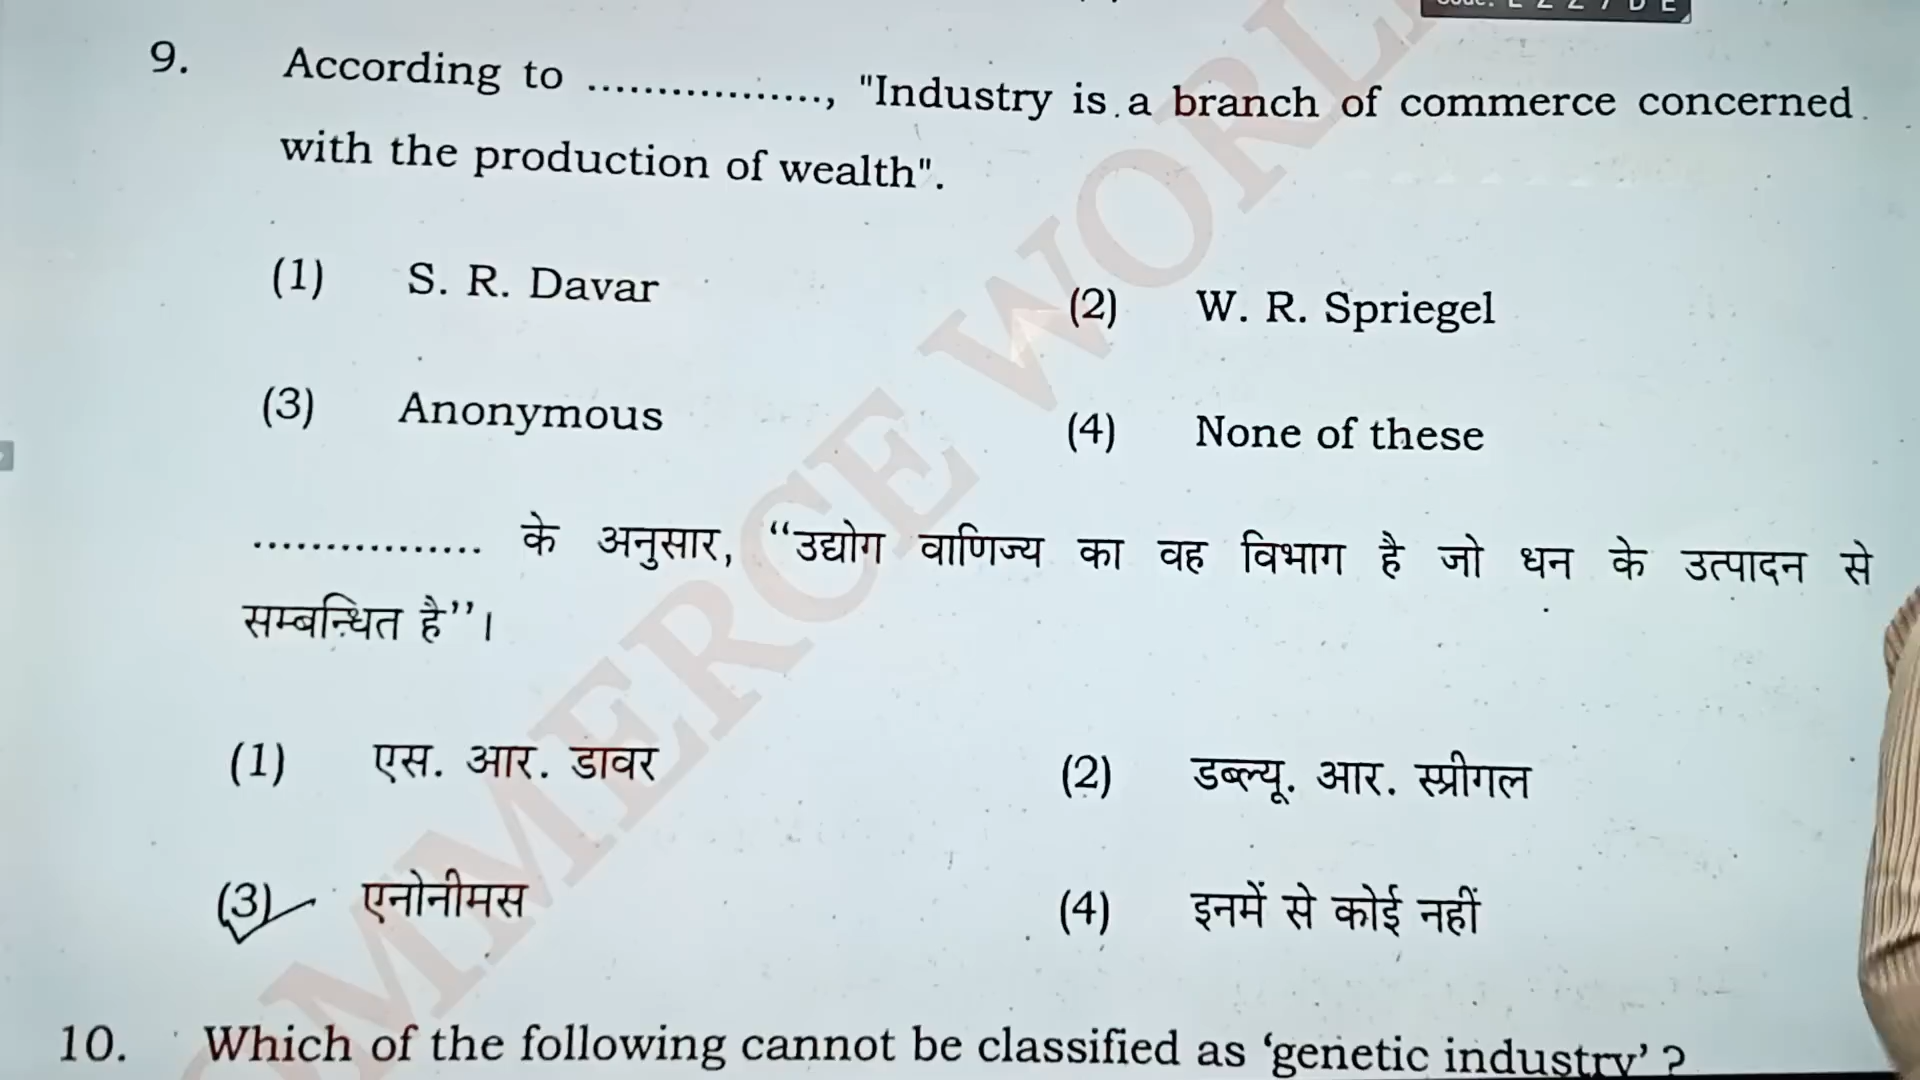 9. According to ................., "Industry is a branch of commerce concerned
with the production of wealth".
(1) S. R. Davar
(2) W. R. Spriegel
(3) Anonymous
(4) None of these
................ के अनुसार, “उद्योग वाणिज्य का वह विभाग है जो धन के उत्पादन से
सम्बन्धित है”।
(1) एस. आर. डावर
(2) डब्ल्यू. आर. स्प्रीगल
(3) एनोनीमस
(4) इनमें से कोई नहीं
10. Which of the following cannot be classified as ‘genetic industry’ ?